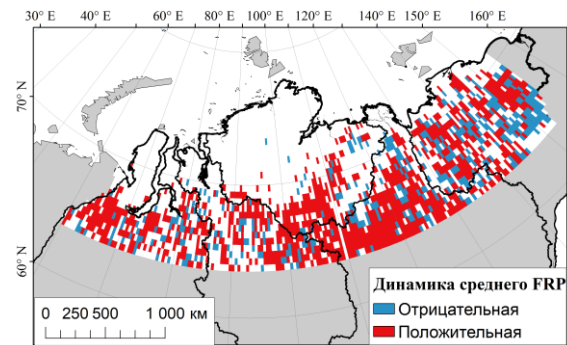 30° E 60° E 80° E 100° E 120° E 140° E 150° E 160° E
70° N
60° N
Динамика среднего FRP
Отрицательная
Положительная
0 250 500 1 000 км